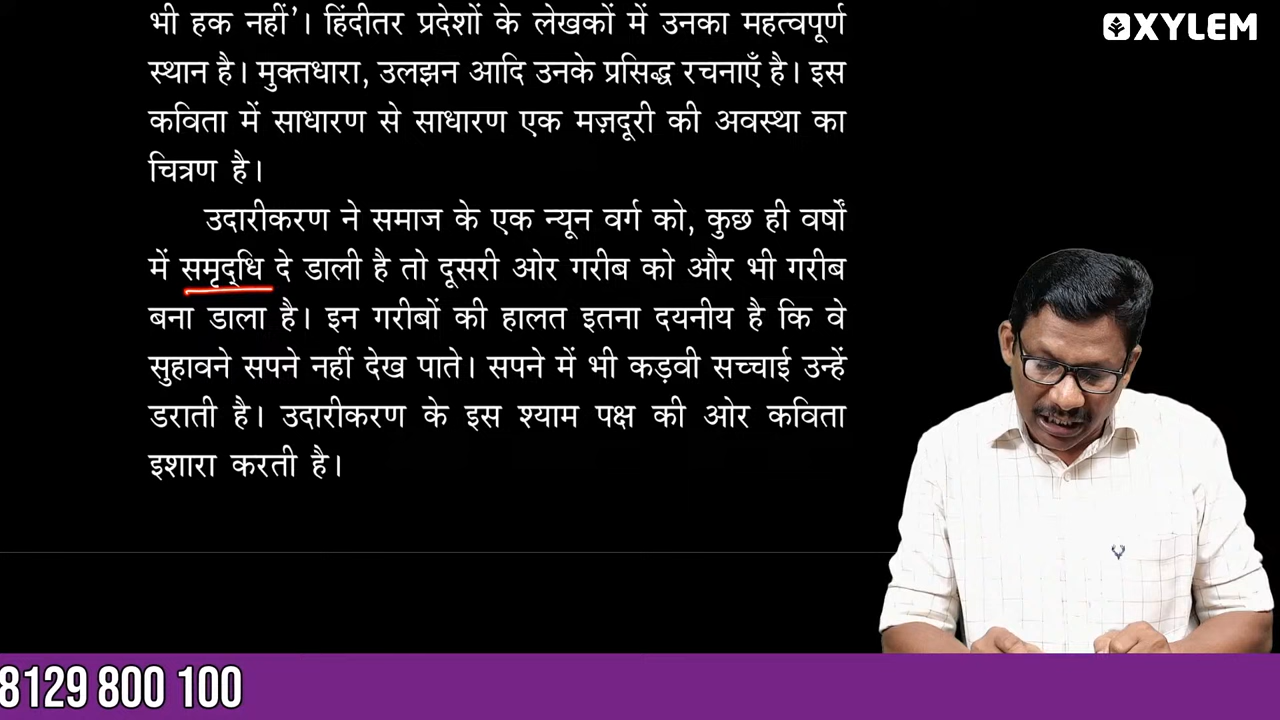 भी हक नहीं’। हिंदीतर प्रदेशों के लेखकों में उनका महत्वपूर्ण
स्थान है। मुक्तधारा, उलझन आदि उनके प्रसिद्ध रचनाएँ है। इस
कविता में साधारण से साधारण एक मज़दूरी की अवस्था का
चित्रण है।
उदारीकरण ने समाज के एक न्यून वर्ग को, कुछ ही वर्षों
में समृद्‌धि दे डाली है तो दूसरी ओर गरीब को और भी गरीब
बना डाला है। इन गरीबों की हालत इतना दयनीय है कि वे
सुहावने सपने नहीं देख पाते। सपने में भी कड़वी सच्चाई उन्हें
डराती है। उदारीकरण के इस श्याम पक्ष की ओर कविता
इशारा करती है।
XYLEM
8129 800 100